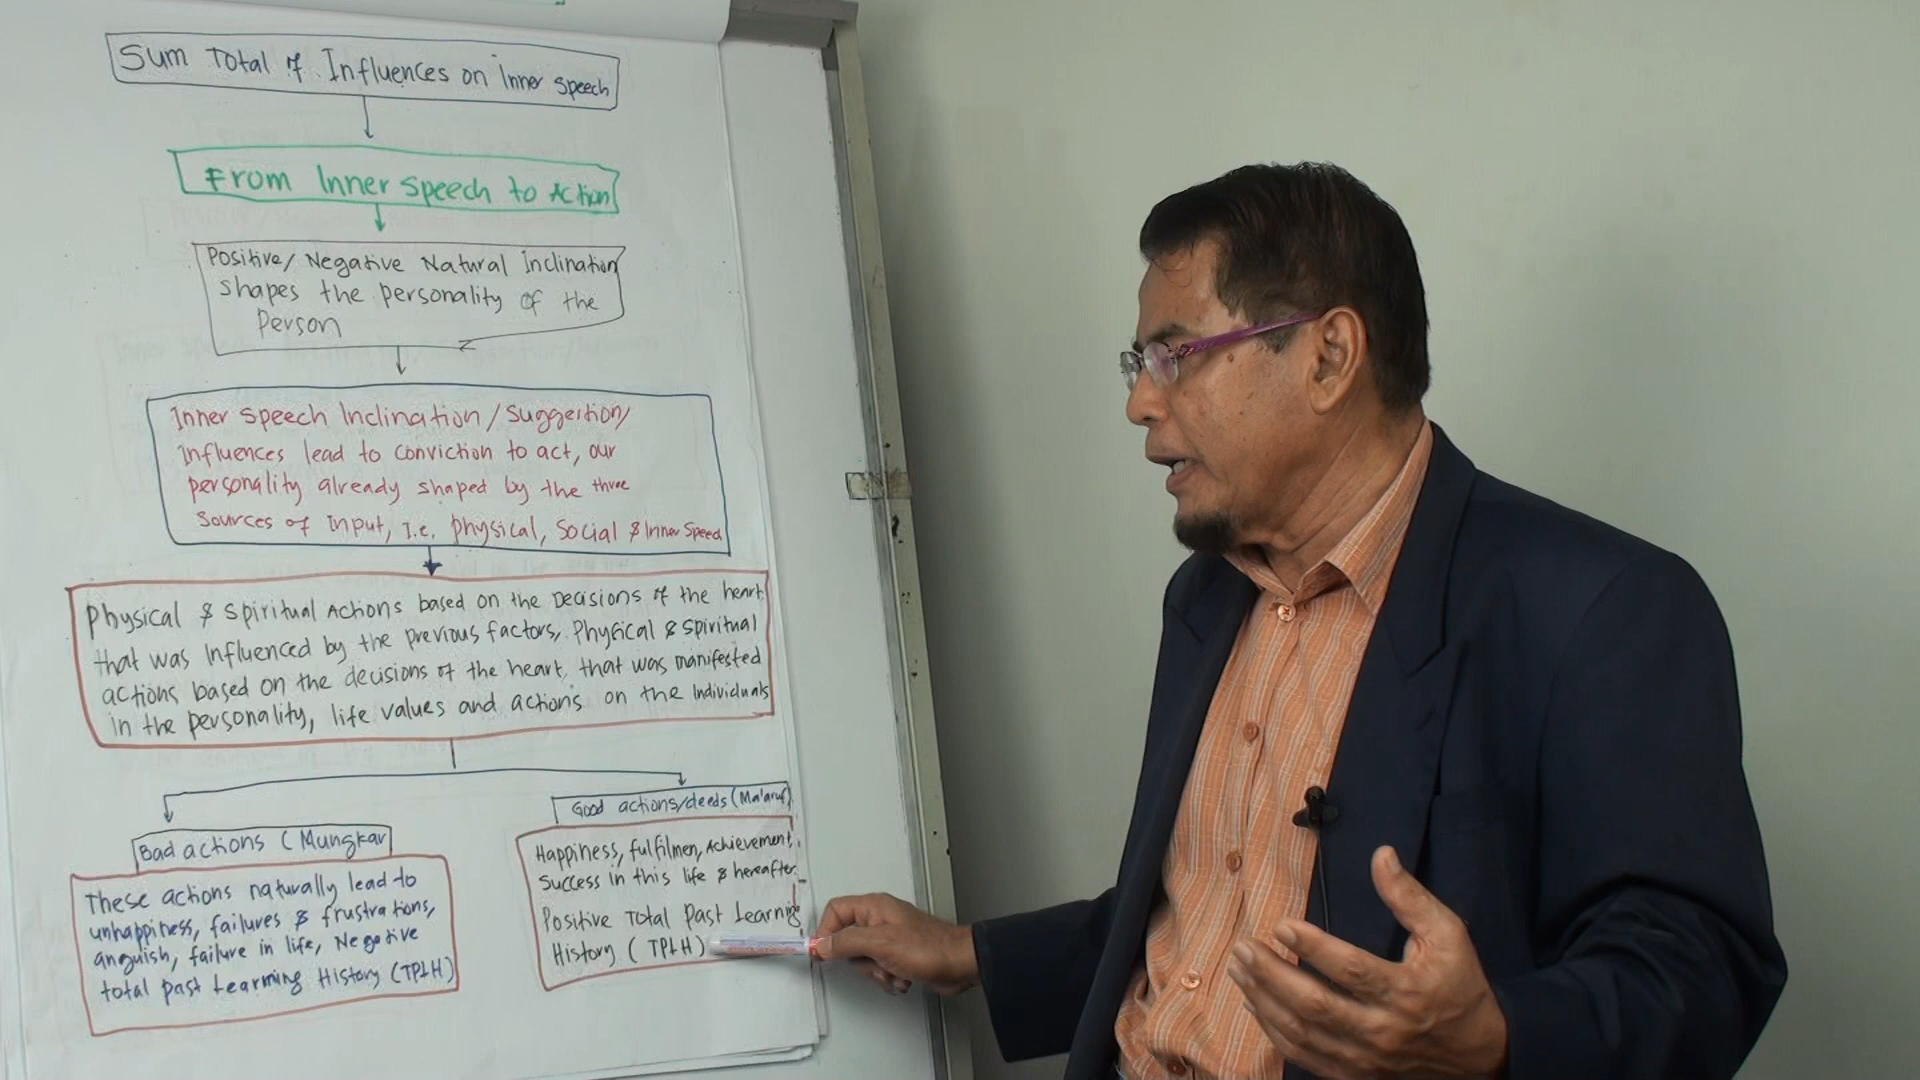 Sum Total of Influences on inner speech
From Inner speech to Action
Positive/ Negative Natural Inclination
shapes the personality of the
Person
Inner speech Inclination/suggestion/
Influences lead to conviction to act, our
personality already shaped by the three
sources of Input, I.e. physical, social & Inner Speed
Physical & spiritual Actions based on the Decisions of the heart
that was influenced by the previous factors, Physical & spiritual
actions based on the decisions of the heart, that was manifested
in the personality, life values and actions on the individuals
Bad actions (Mungkar
These actions naturally lead to
unhappiness, failures & frustrations,
anguish, failure in life, Negative
total past Learning History (TPLH)
Good actions/deeds (Ma'aruf)
Happiness, fulfilmen, Achievement,
success in this life & hereafter.
Positive Total Past Learning
History ( TPLH)